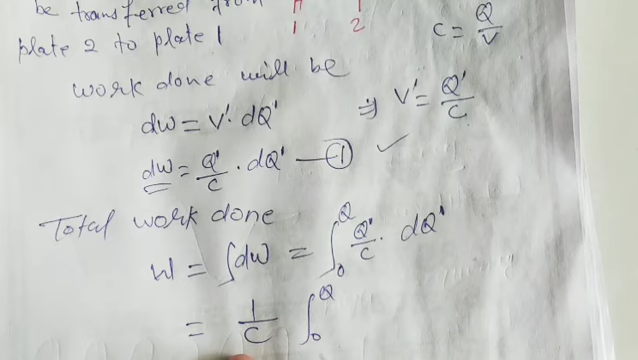 be transferred from
1 2
plate 2 to plate 1
C = Q/V
work done will be
dw = V'. dQ' ⇒ V' = Q'/C
dw = Q'/C . dQ' — ① ✓
Total work done
W = ∫dw = ∫₀^Q Q'/C . dQ'
= 1/C ∫₀^Q